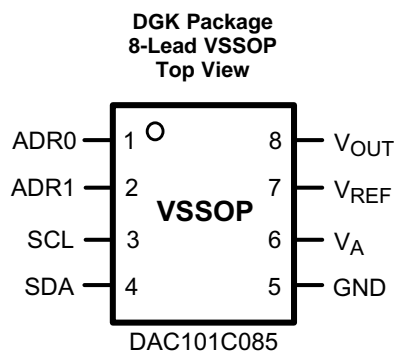 DGK Package
8-Lead VSSOP
Top View
ADR0 1 8 VOUT
ADR1 2 7 VREF
VSSOP
SCL 3 6 VA
SDA 4 5 GND
DAC101C085